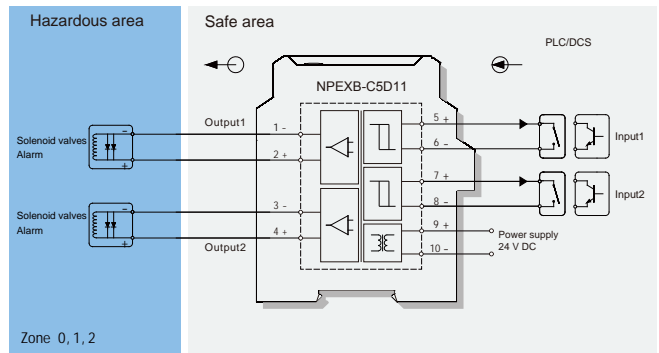 Hazardous area
Safe area
PLC/DCS
NPEXB-C5D11
Output1
1 -
5 +
Solenoid valves
Alarm
2 +
6 -
Input1
7 +
Solenoid valves
Alarm
3 -
8 -
Input2
4 +
9 +
Output2
10 -
Power supply
24 V DC
Zone 0, 1, 2
- 
+
-
+